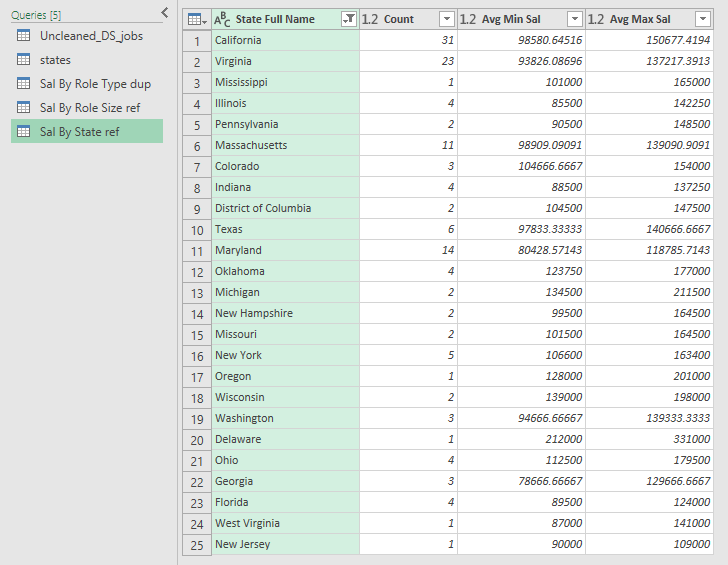 Queries [5]
Uncleaned_DS_jobs
states
Sal By Role Type dup
Sal By Role Size ref
Sal By State ref
ABC State Full Name 1.2 Count 1.2 Avg Min Sal 1.2 Avg Max Sal
1 California 31 98580.64516 150677.4194
2 Virginia 23 93826.08696 137217.3913
3 Mississippi 1 101000 165000
4 Illinois 4 85500 142250
5 Pennsylvania 2 90500 148500
6 Massachusetts 11 98909.09091 139090.9091
7 Colorado 3 104666.6667 154000
8 Indiana 4 88500 137250
9 District of Columbia 2 104500 147500
10 Texas 6 97833.33333 140666.6667
11 Maryland 14 80428.57143 118785.7143
12 Oklahoma 4 123750 177000
13 Michigan 2 134500 211500
14 New Hampshire 2 99500 164500
15 Missouri 2 101500 164500
16 New York 5 106600 163400
17 Oregon 1 128000 201000
18 Wisconsin 2 139000 198000
19 Washington 3 94666.66667 139333.3333
20 Delaware 1 212000 331000
21 Ohio 4 112500 179500
22 Georgia 3 78666.66667 129666.6667
23 Florida 4 89500 124000
24 West Virginia 1 87000 141000
25 New Jersey 1 90000 109000